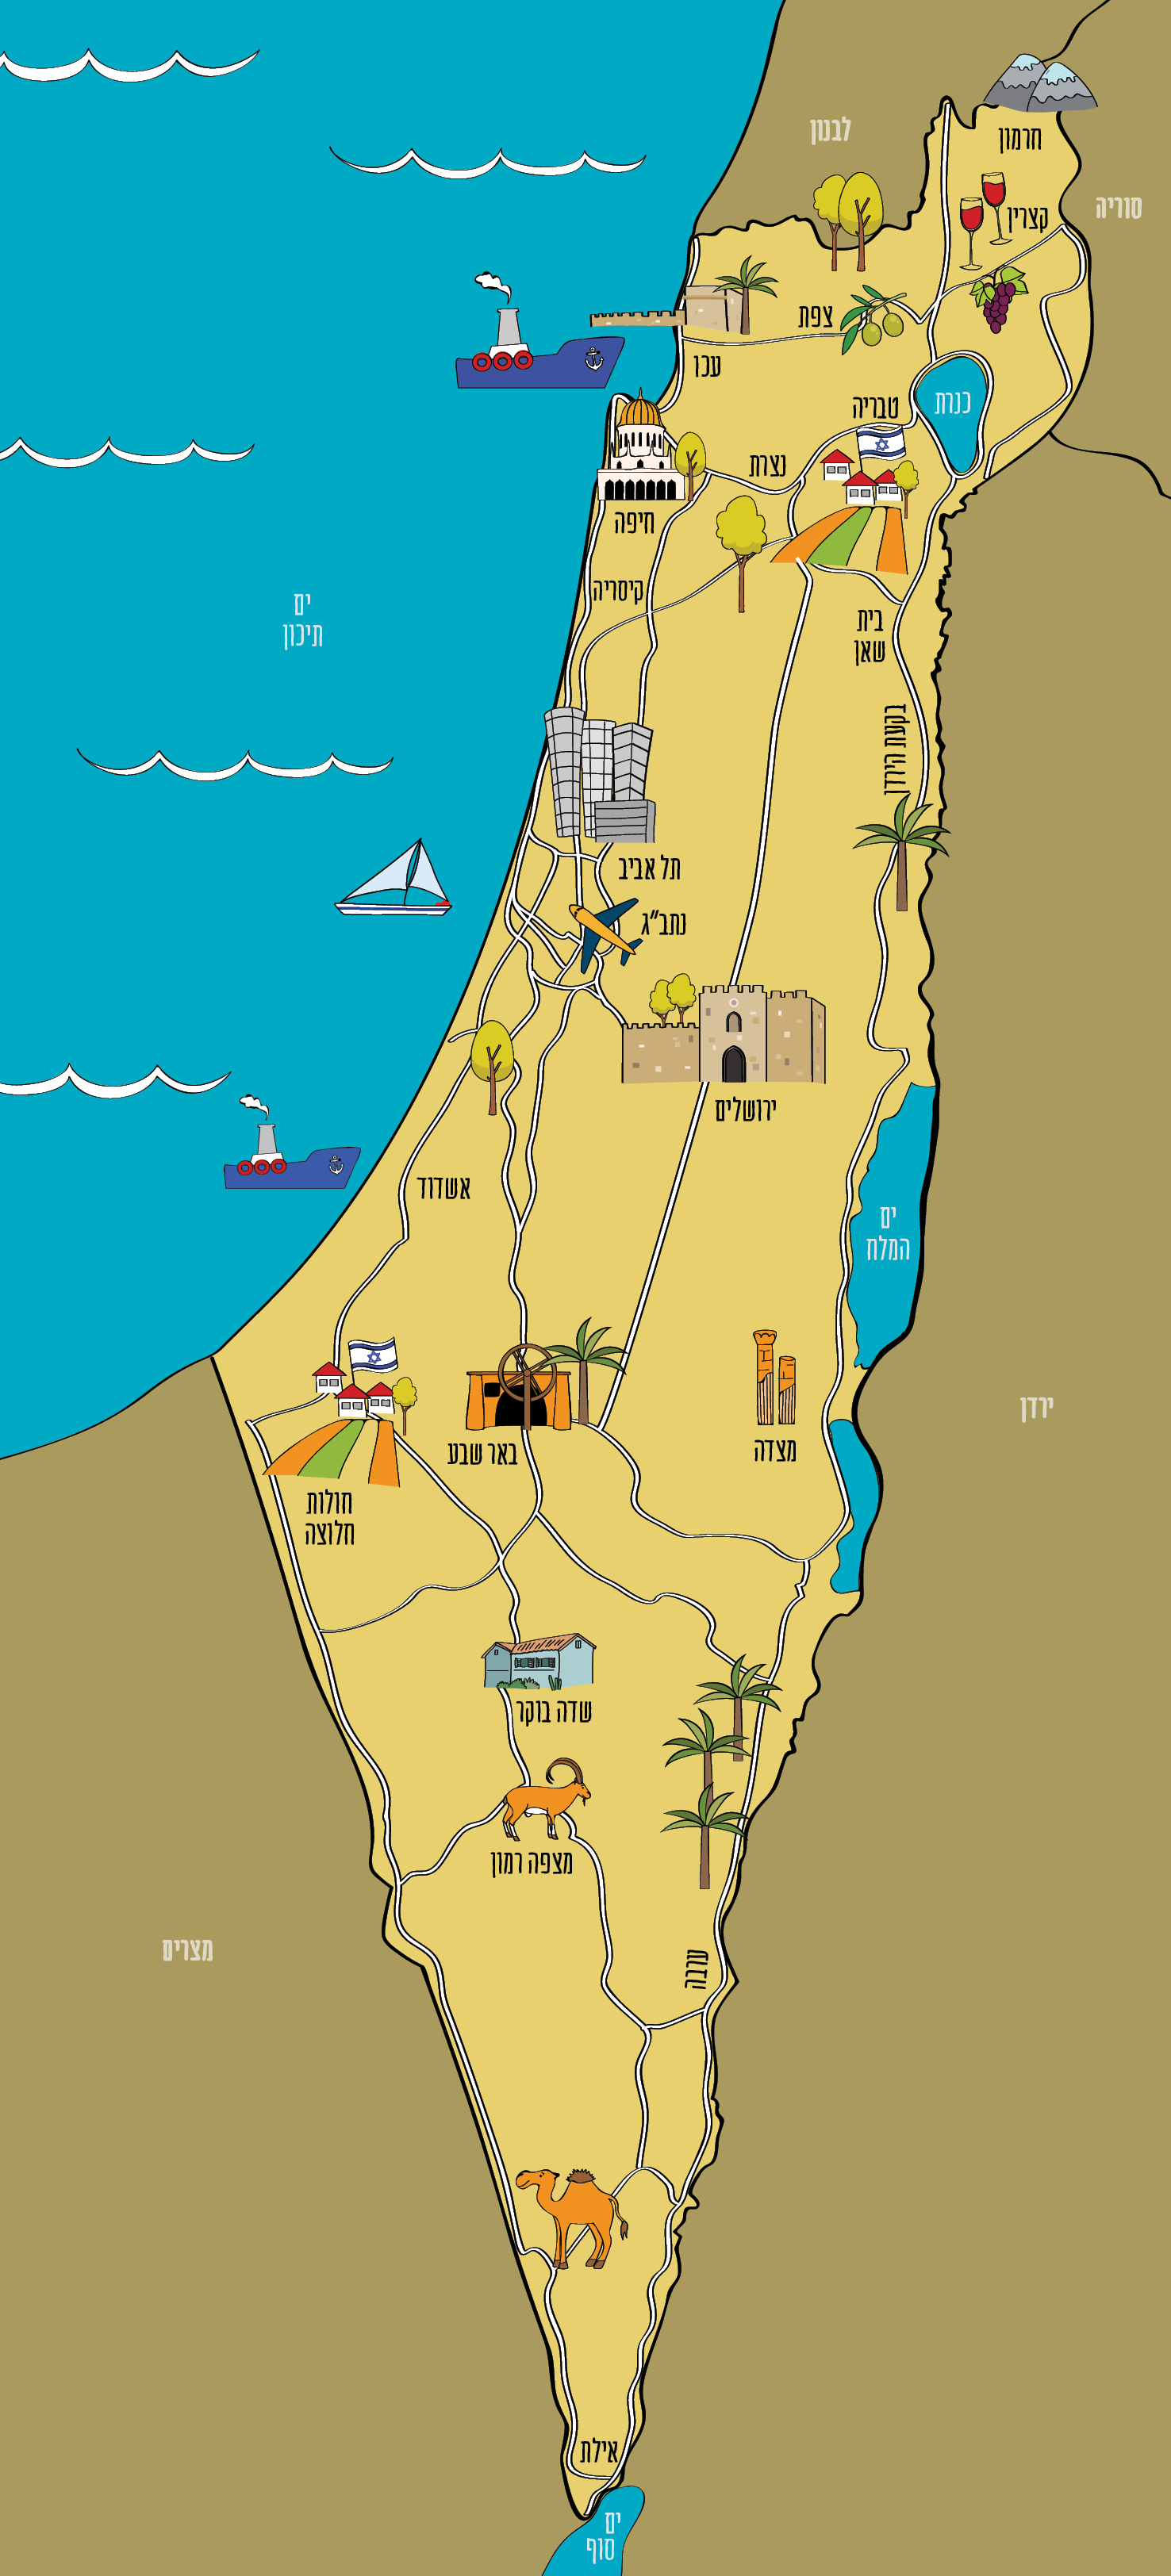 לבנון
חרמון
סוריה
קצרין
צפת
עכו
כנרת
טבריה
נצרת
חיפה
קיסריה
ים
תיכון
בית
שאן
בקעת הירדן
תל אביב
נתב"ג
ירושלים
אשדוד
ים
המלח
ירדן
מצדה
באר שבע
חולות
חלוצה
שדה בוקר
מצפה רמון
מצרים
ערבה
אילת
ים
סוף